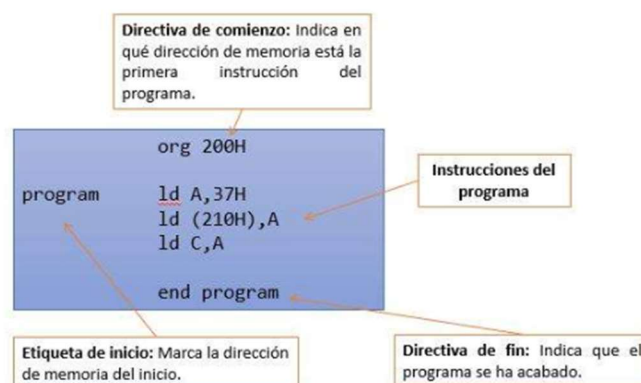 Directiva de comienzo: Indica en
qué dirección de memoria está la
primera instrucción del
programa.
org 200H
program ld A,37H
ld (210H),A
ld C,A
end program
Instrucciones del
programa
Etiqueta de inicio: Marca la dirección
de memoria del inicio.
Directiva de fin: Indica que el
programa se ha acabado.